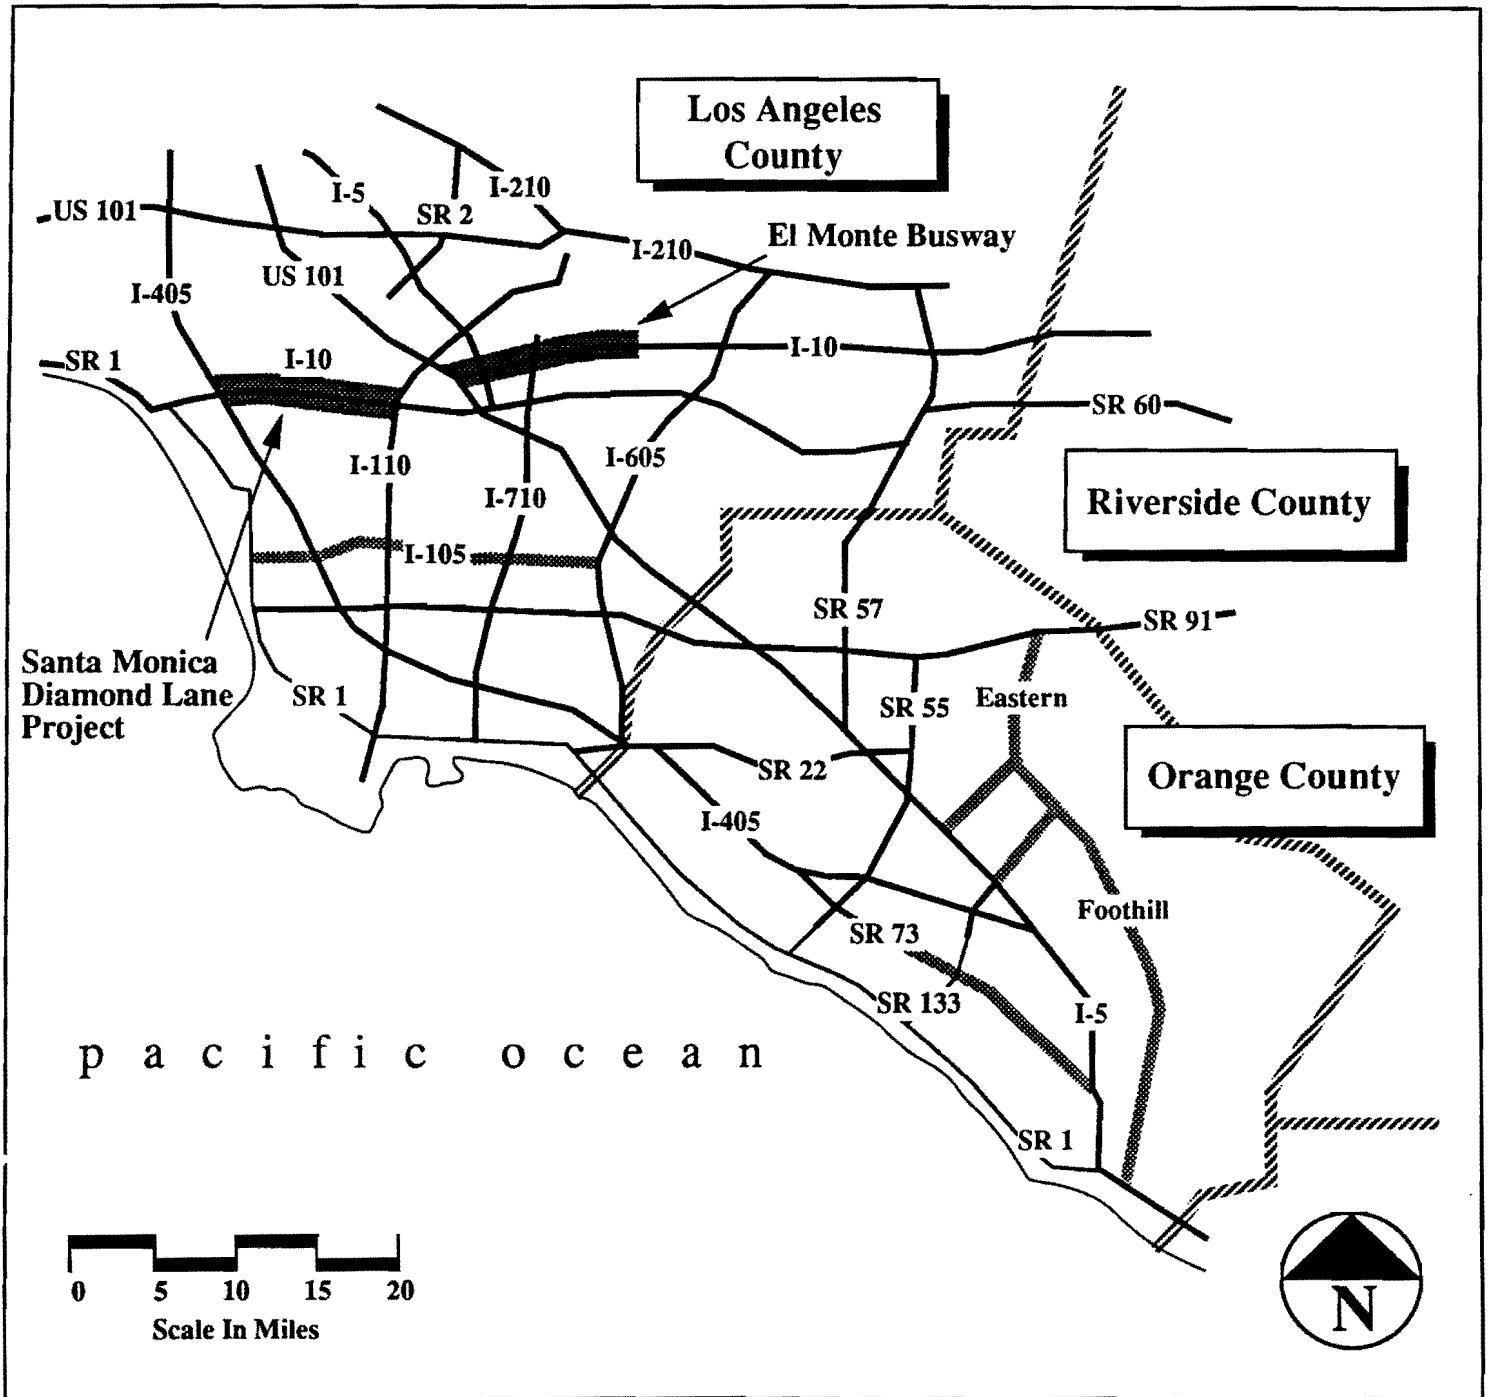 Los Angeles
County
I-5
I-210
US 101
SR 2
El Monte Busway
I-210
US 101
I-405
I-10
I-10
SR 1
SR 60
I-110
I-605
I-710
Riverside County
I-105
SR 57
SR 91
Santa Monica
Diamond Lane
Project
SR 1
Eastern
SR 55
SR 22
Orange County
I-405
Foothill
SR 73
SR 133
I-5
pacific ocean
SR 1
0 5 10 15 20
Scale In Miles
N